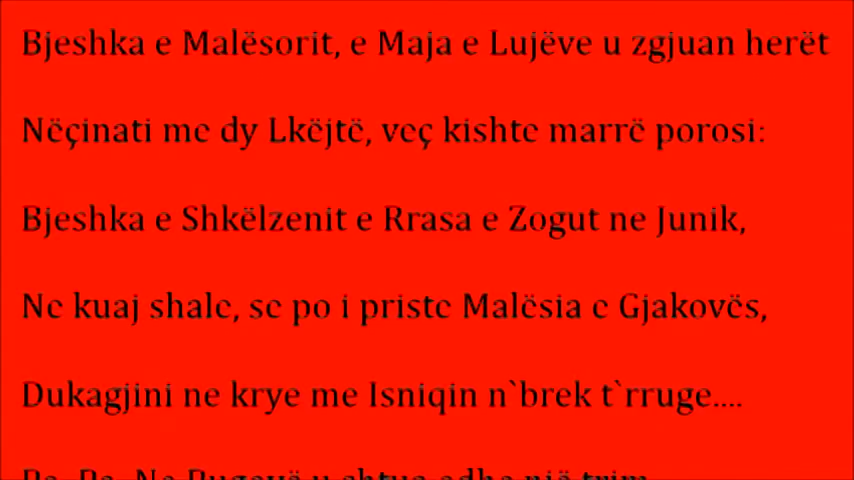 Bjeshka e Malësorit, e Maja e Lujëve u zgjuan herët
Nëçinati me dy Lkëjtë, veç kishte marrë porosi:
Bjeshka e Shkëlzenit e Rrasa e Zogut ne Junik,
Ne kuaj shale, se po i priste Malësia e Gjakovës,
Dukagjini ne krye me Isniqin n`brek t`rruge....